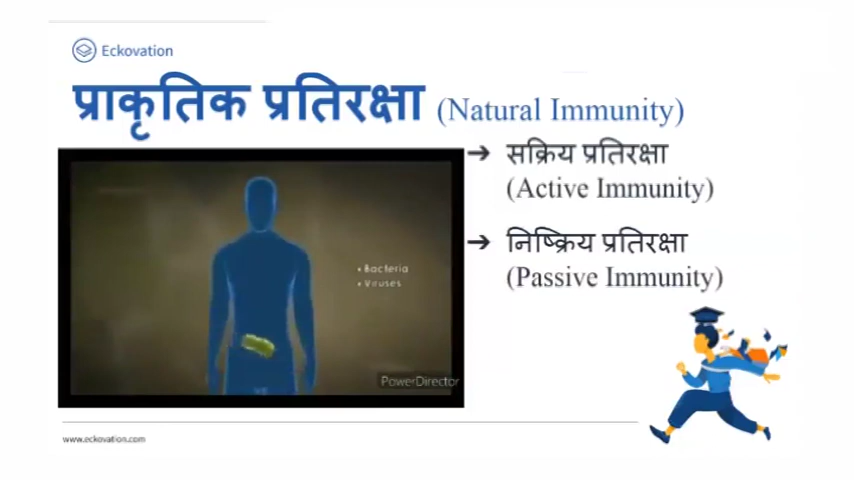 Eckovation
प्राकृतिक प्रतिरक्षा (Natural Immunity)
➔ सक्रिय प्रतिरक्षा
(Active Immunity)
➔ निष्क्रिय प्रतिरक्षा
(Passive Immunity)
• Bacteria
• Viruses
PowerDirector
www.eckovation.com